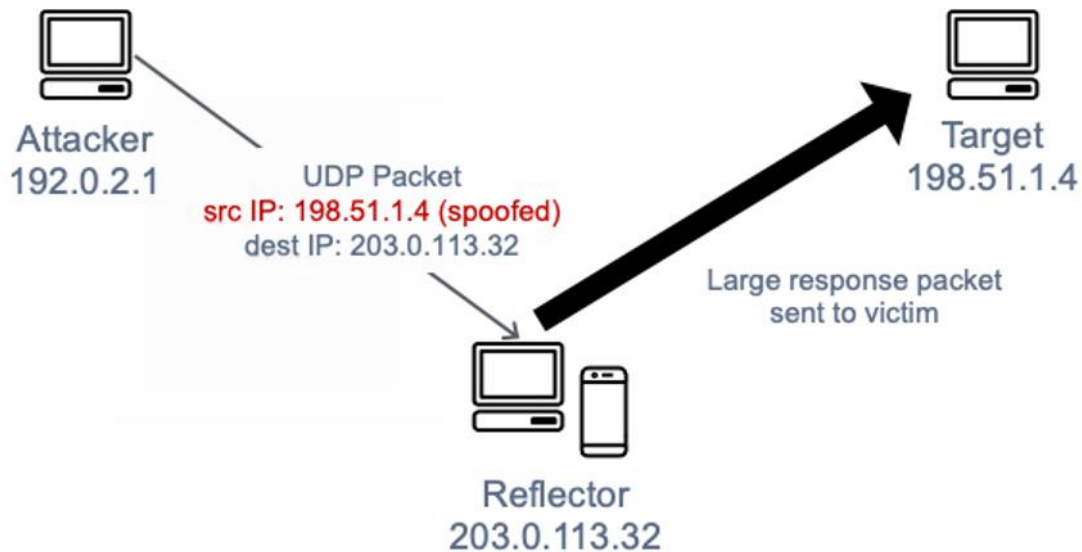 Attacker
192.0.2.1
Target
198.51.1.4
UDP Packet
src IP: 198.51.1.4 (spoofed)
dest IP: 203.0.113.32
Large response packet
sent to victim
Reflector
203.0.113.32